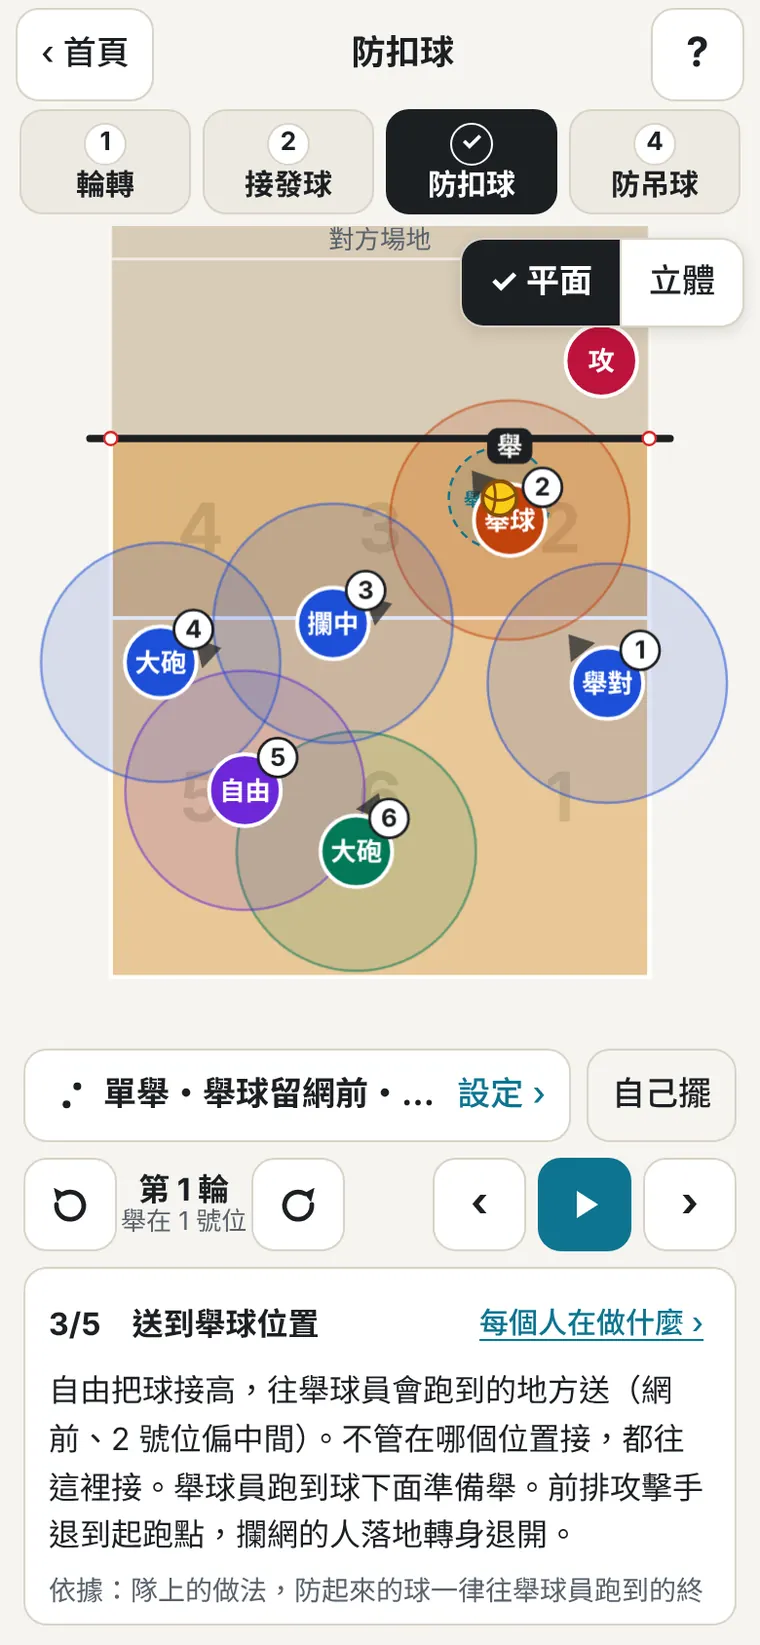 ‹ 首頁
防扣球
?
1
輪轉
2
接發球
防扣球
4
防吊球
對方場地
平面
立體
攻
舉
2
舉球
4
3
2
3
攔中
4
大砲
1
舉對
5
自由
5
6
1
6
大砲
單舉・舉球留網前・...
設定 ›
自己擺
第 1 輪
舉在 1 號位
‹
›
3/5 送到舉球位置
每個人在做什麼 ›
自由把球接高，往舉球員會跑到的地方送（網
前、2 號位偏中間）。不管在哪個位置接，都往
這裡接。舉球員跑到球下面準備舉。前排攻擊手
退到起跑點，攔網的人落地轉身退開。
依據：隊上的做法，防起來的球一律往舉球員跑到的終